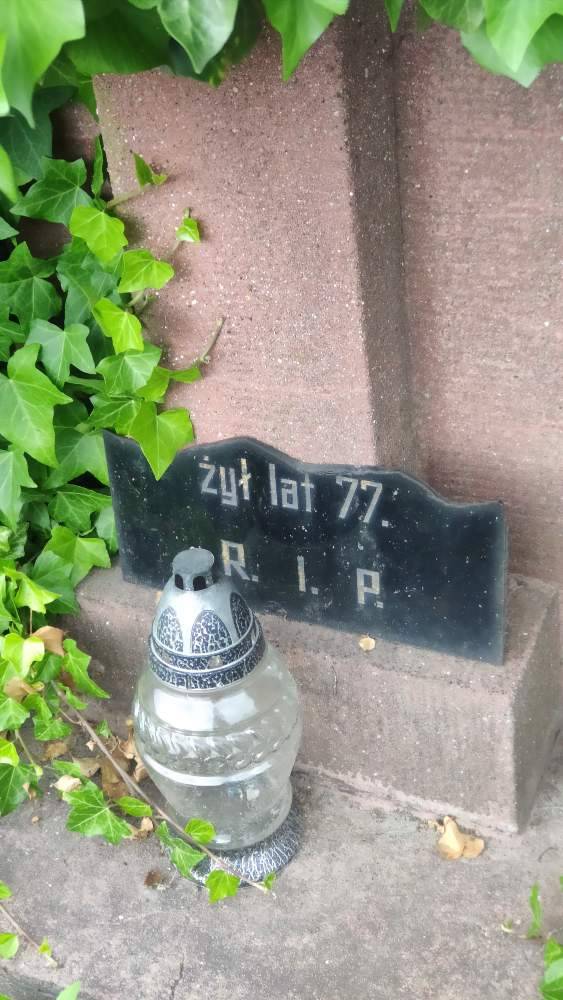 żył lat 77.
R. I. P.